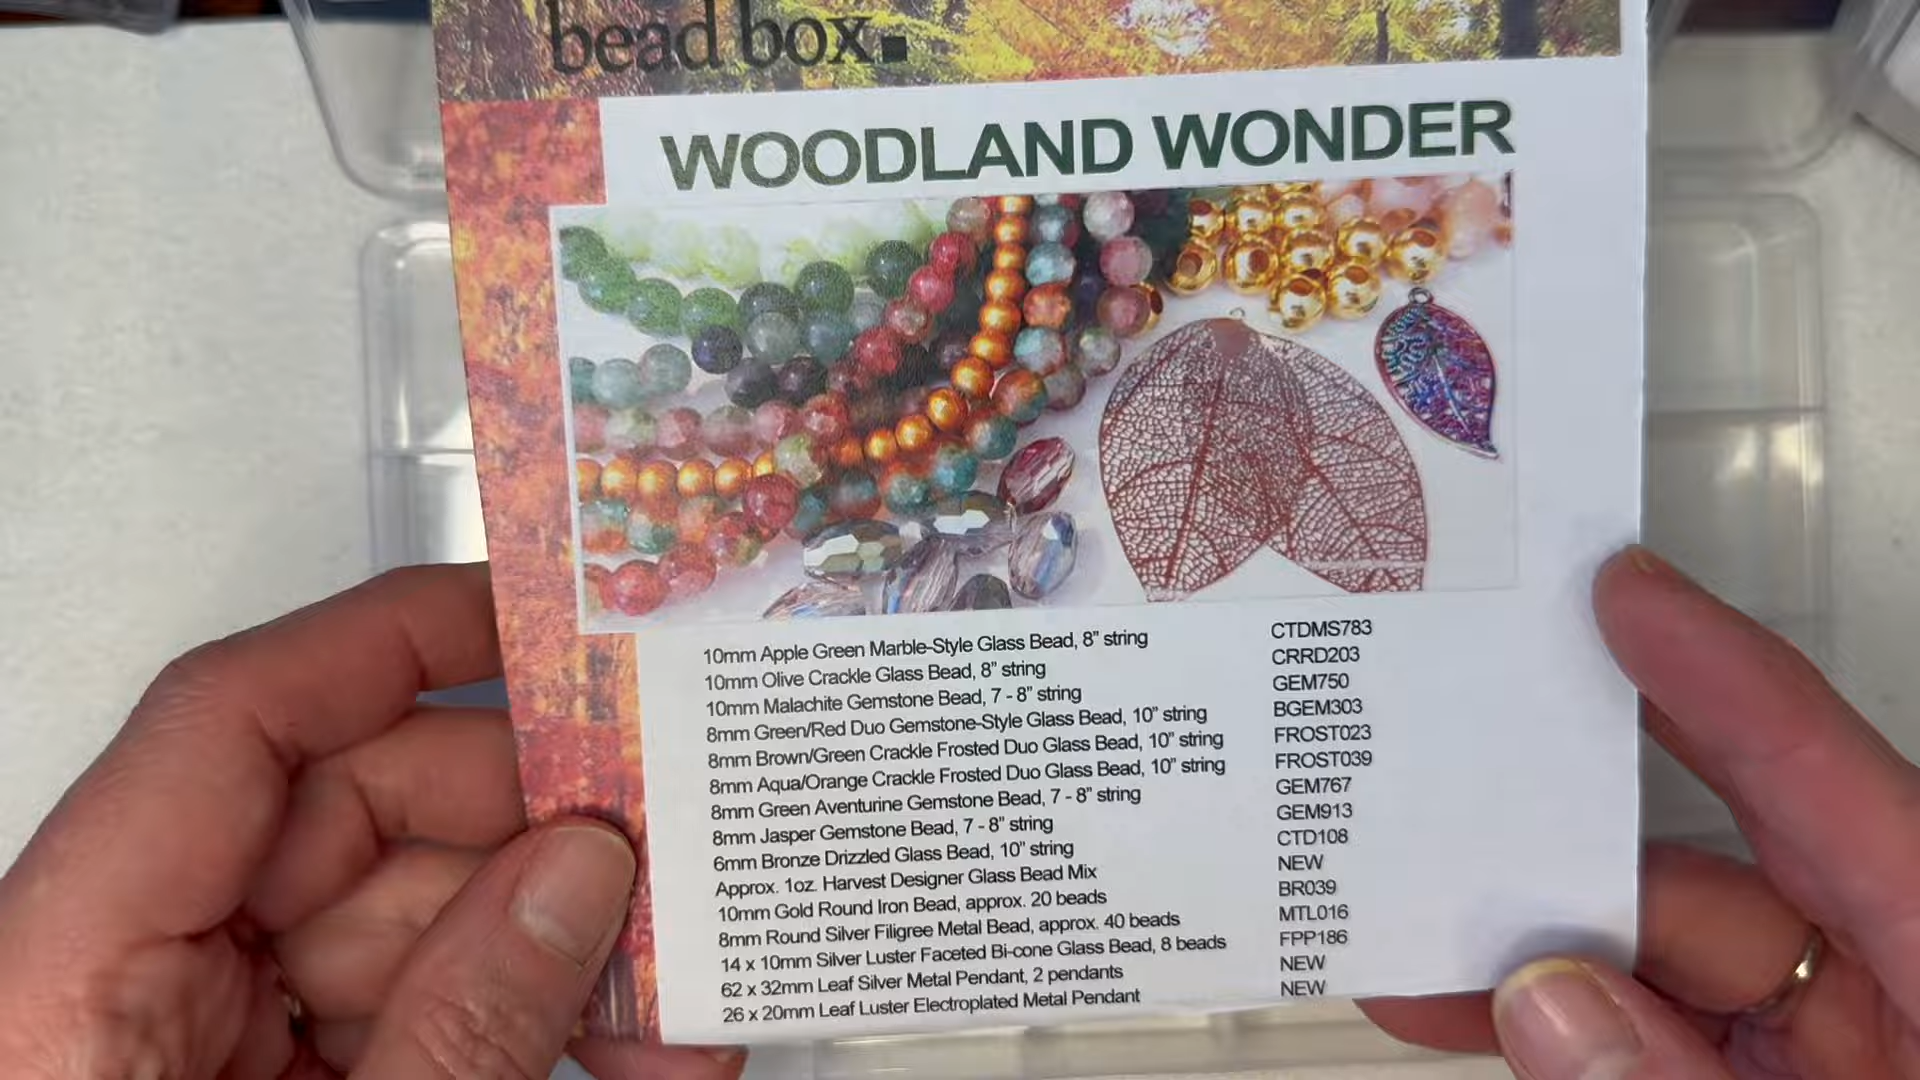 bead box
WOODLAND WONDER
10mm Apple Green Marble-Style Glass Bead, 8" string CTDMS783
10mm Olive Crackle Glass Bead, 8" string CRRD203
10mm Malachite Gemstone Bead, 7 - 8" string GEM750
8mm Green/Red Duo Gemstone-Style Glass Bead, 10" string BGEM303
8mm Brown/Green Crackle Frosted Duo Glass Bead, 10" string FROST023
8mm Aqua/Orange Crackle Frosted Duo Glass Bead, 10" string FROST039
8mm Green Aventurine Gemstone Bead, 7 - 8" string GEM767
8mm Jasper Gemstone Bead, 7 - 8" string GEM913
6mm Bronze Drizzled Glass Bead, 10" string CTD108
Approx. 1oz. Harvest Designer Glass Bead Mix NEW
10mm Gold Round Iron Bead, approx. 20 beads BR039
8mm Round Silver Filigree Metal Bead, approx. 40 beads MTL016
14 x 10mm Silver Luster Faceted Bi-cone Glass Bead, 8 beads FPP186
62 x 32mm Leaf Silver Metal Pendant, 2 pendants NEW
26 x 20mm Leaf Luster Electroplated Metal Pendant NEW